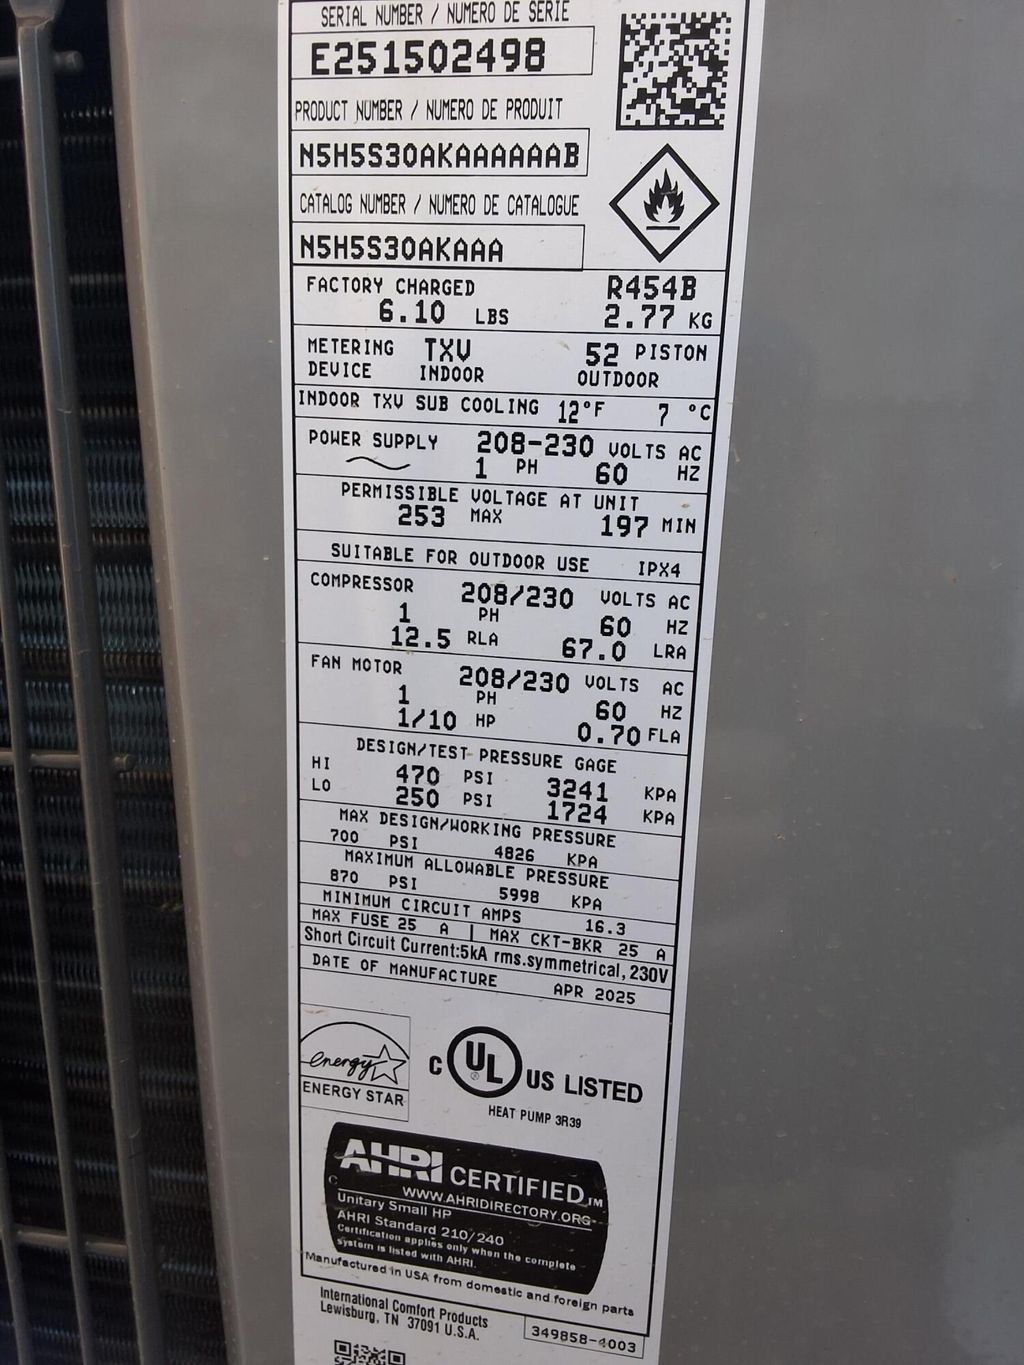 SERIAL NUMBER / NUMERO DE SERIE
E251502498
PRODUCT NUMBER / NUMERO DE PRODUIT
N5H5S30AKAAAAAAB
CATALOG NUMBER / NUMERO DE CATALOGUE
N5H5S30AKAAA
FACTORY CHARGED R454B
6.10 LBS 2.77 KG
METERING TXV 52 PISTON
DEVICE INDOOR OUTDOOR
INDOOR TXV SUB COOLING 12°F 7 °C
POWER SUPPLY 208-230 VOLTS AC
1 PH 60 HZ
PERMISSIBLE VOLTAGE AT UNIT
253 MAX 197 MIN
SUITABLE FOR OUTDOOR USE IPX4
COMPRESSOR 208/230 VOLTS AC
1 PH 60 HZ
12.5 RLA 67.0 LRA
FAN MOTOR 208/230 VOLTS AC
1 PH 60 HZ
1/10 HP 0.70 FLA
DESIGN/TEST PRESSURE GAGE
HI 470 PSI 3241 KPA
LO 250 PSI 1724 KPA
MAX DESIGN/WORKING PRESSURE
700 PSI 4826 KPA
MAXIMUM ALLOWABLE PRESSURE
870 PSI 5998 KPA
MINIMUM CIRCUIT AMPS 16.3
MAX FUSE 25 A | MAX CKT-BKR 25 A
Short Circuit Current:5kA rms.symmetrical, 230V
DATE OF MANUFACTURE APR 2025
energy
ENERGY STAR
C UL ® US LISTED
HEAT PUMP 3R39
AHRI CERTIFIED TM
C
WWW.AHRIDIRECTORY.ORG
Unitary Small HP
AHRI Standard 210/240
Certification applies only when the complete
system is listed with AHRI.
Manufactured in USA from domestic and foreign parts
International Comfort Products
Lewisburg, TN 37091 U.S.A.
349858-4003